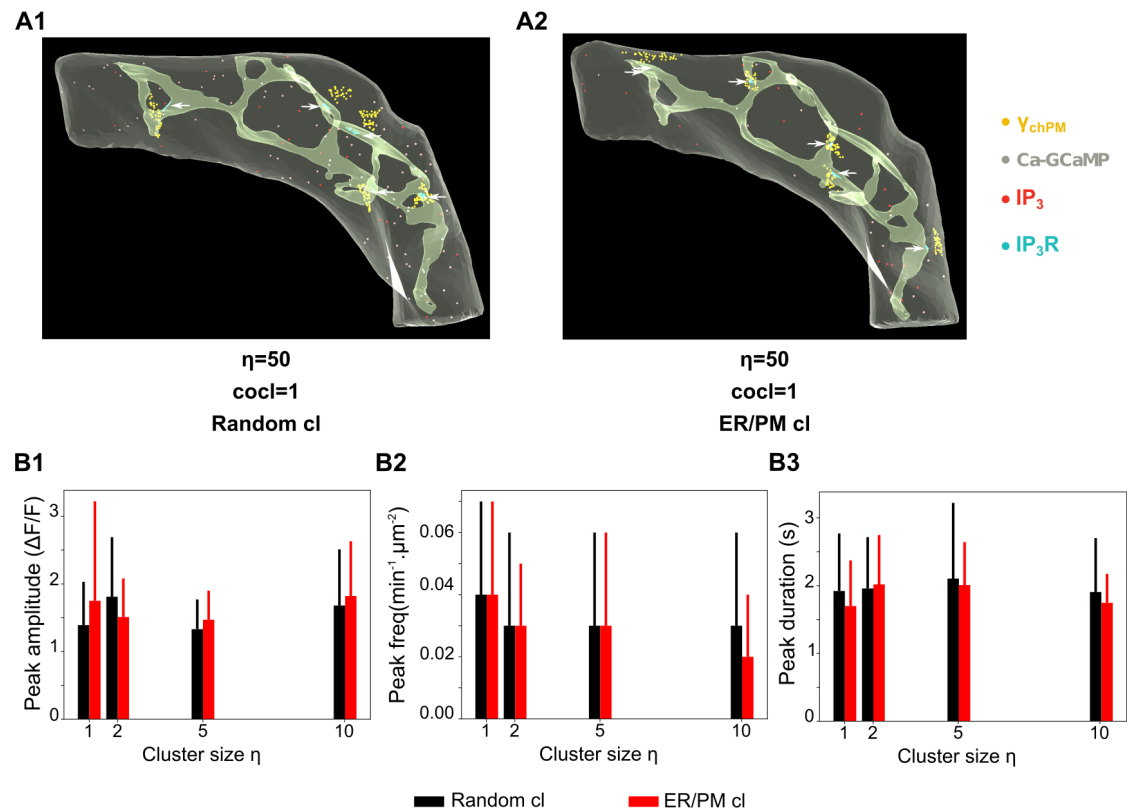 A1
A2
γchPM
Ca-GCaMP
IP3
IP3R
η=50
cocl=1
Random cl
η=50
cocl=1
ER/PM cl
B1
B2
B3
Peak amplitude (ΔF/F)
3
2
1
0
1 2 5 10
Cluster size η
Peak freq(min⁻¹.µm⁻²)
0.06
0.04
0.02
0.00
1 2 5 10
Cluster size η
Peak duration (s)
3
2
1
0
1 2 5 10
Cluster size η
Random cl
ER/PM cl